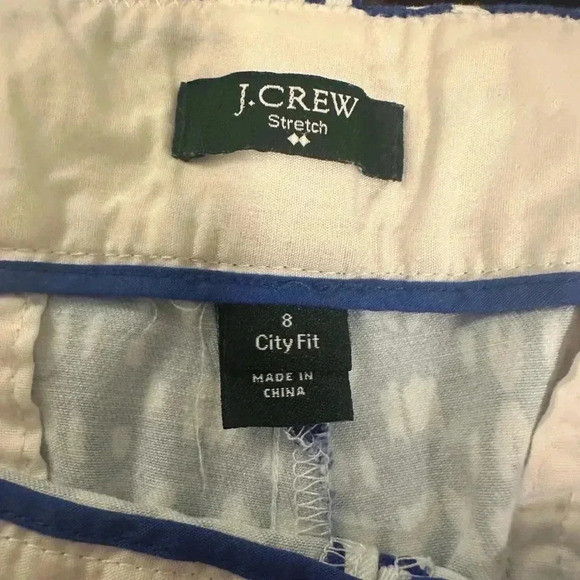 J.CREW
Stretch
8
City Fit
MADE IN
CHINA